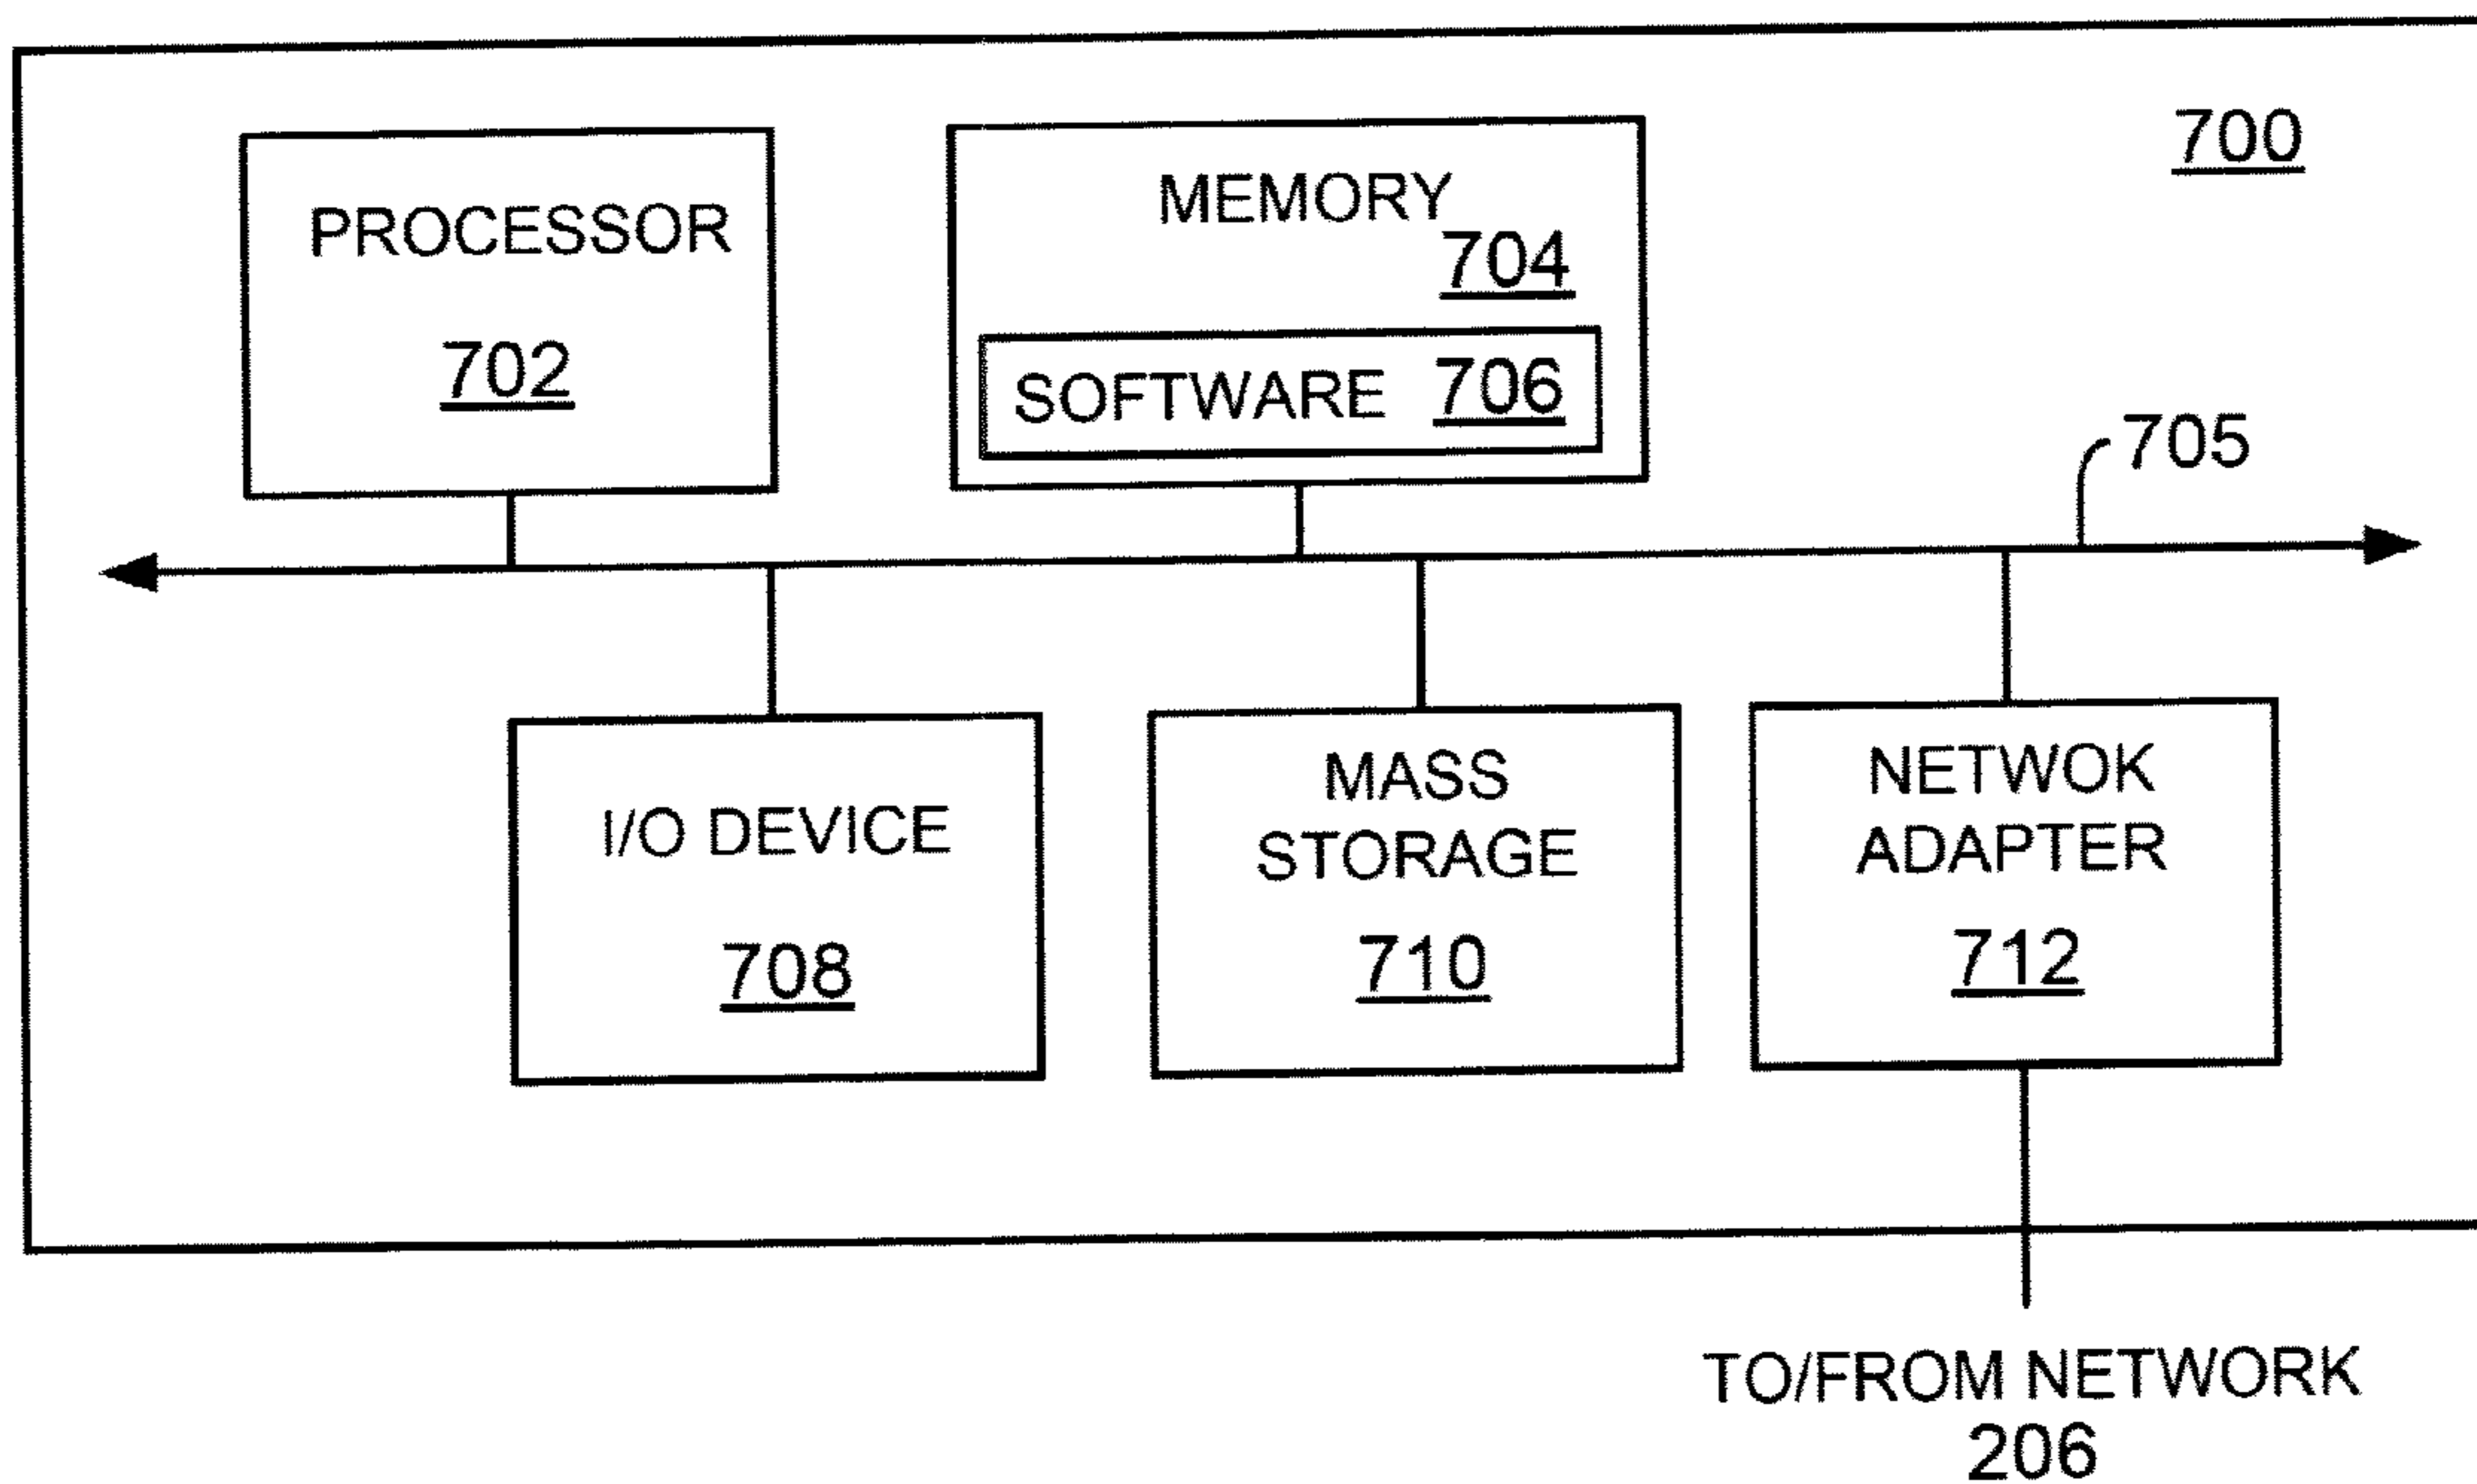 700
PROCESSOR
702
MEMORY
704
SOFTWARE 706
705
I/O DEVICE
708
MASS
STORAGE
710
NETWOK
ADAPTER
712
TO/FROM NETWORK
206